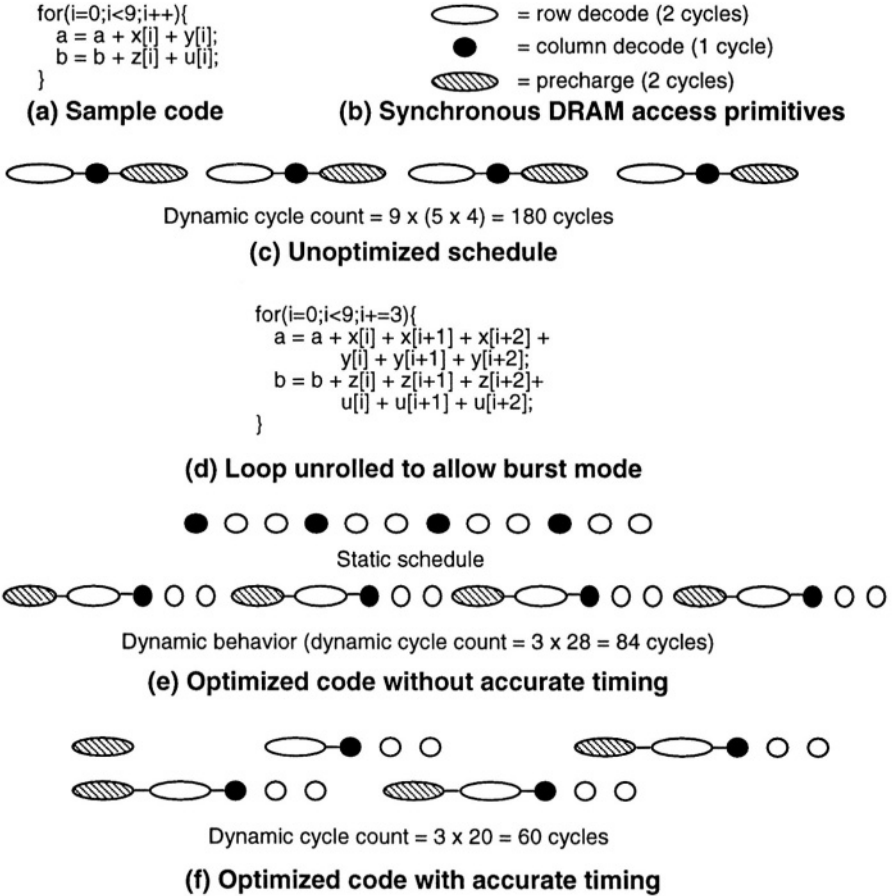 for(i=0;i<9;i++){
a = a + x[i] + y[i];
b = b + z[i] + u[i];
}
(a) Sample code
= row decode (2 cycles)
= column decode (1 cycle)
= precharge (2 cycles)
(b) Synchronous DRAM access primitives
Dynamic cycle count = 9 x (5 x 4) = 180 cycles
(c) Unoptimized schedule
for(i=0;i<9;i+=3){
a = a + x[i] + x[i+1] + x[i+2] +
y[i] + y[i+1] + y[i+2];
b = b + z[i] + z[i+1] + z[i+2]+
u[i] + u[i+1] + u[i+2];
}
(d) Loop unrolled to allow burst mode
Static schedule
Dynamic behavior (dynamic cycle count = 3 x 28 = 84 cycles)
(e) Optimized code without accurate timing
Dynamic cycle count = 3 x 20 = 60 cycles
(f) Optimized code with accurate timing